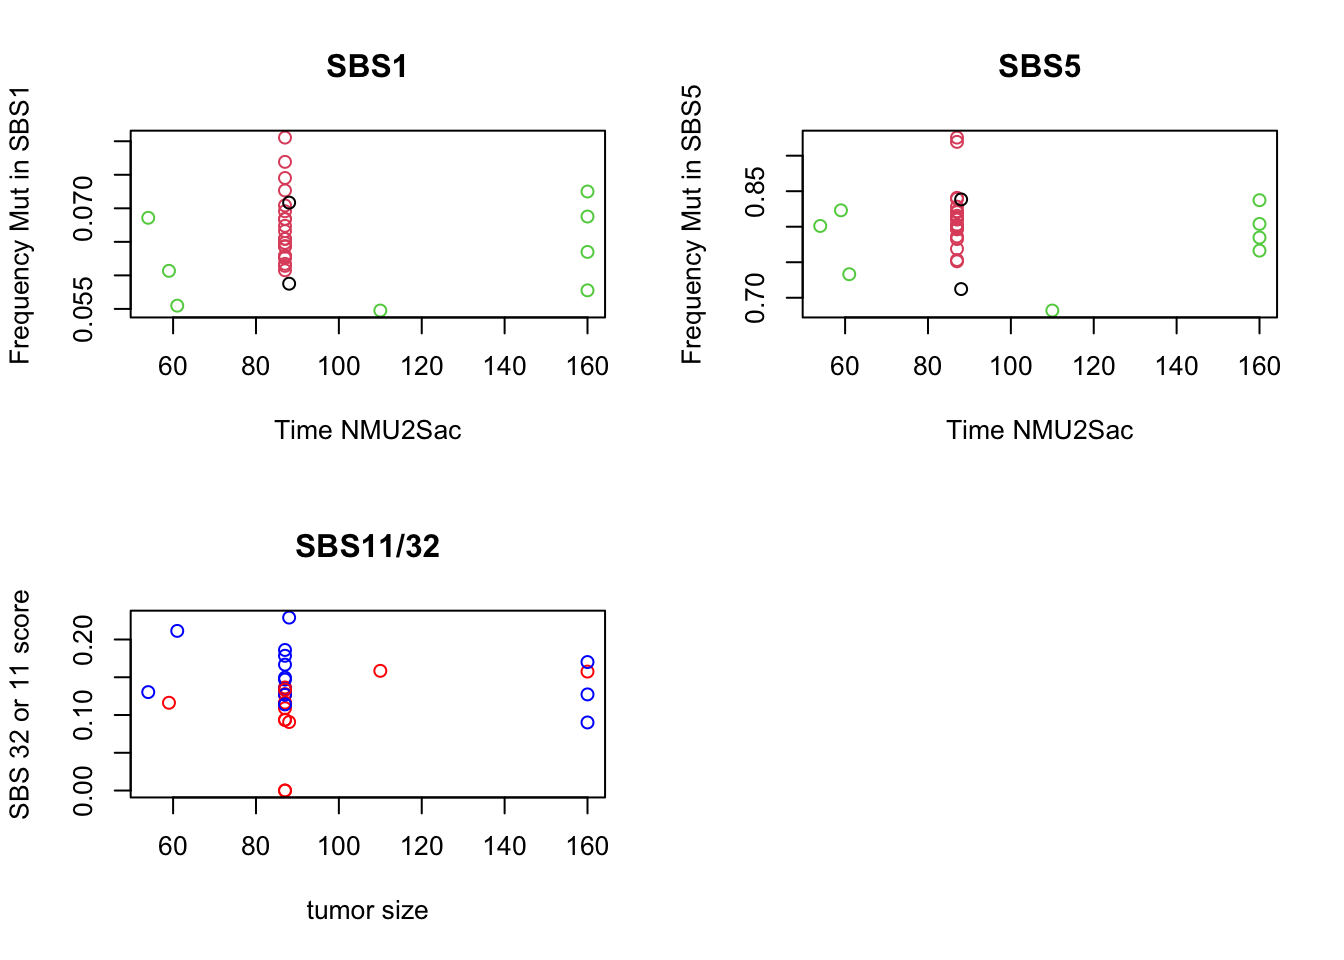 SBS1
Frequency Mut in SBS1
0.070
0.055
60 80 100 120 140 160
Time NMU2Sac
SBS5
Frequency Mut in SBS5
0.85
0.70
60 80 100 120 140 160
Time NMU2Sac
SBS11/32
SBS 32 or 11 score
0.20
0.10
0.00
60 80 100 120 140 160
tumor size